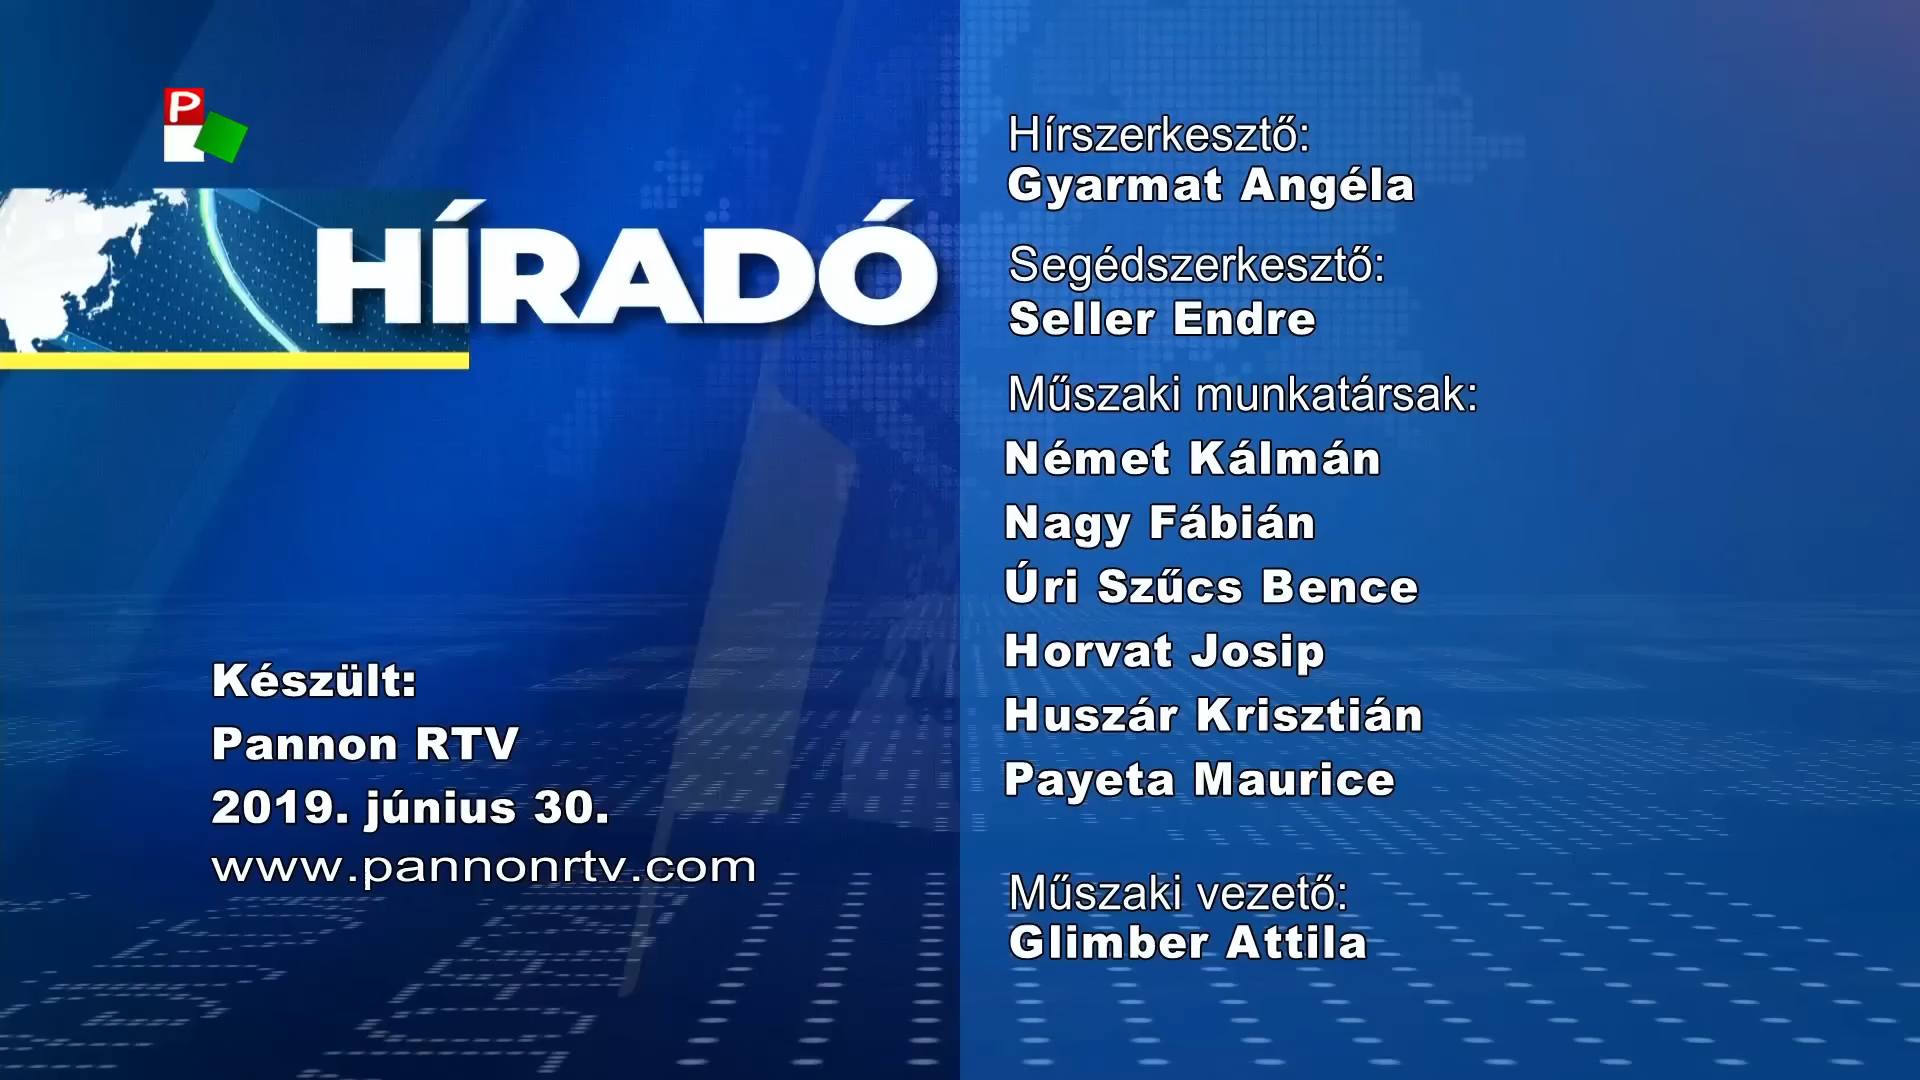 P
HÍRADÓ
Készült:
Pannon RTV
2019. június 30.
www.pannonrtv.com
Hírszerkesztő:
Gyarmat Angéla
Segédszerkesztő:
Seller Endre
Műszaki munkatársak:
Német Kálmán
Nagy Fábián
Úri Szűcs Bence
Horvat Josip
Huszár Krisztián
Payeta Maurice
Műszaki vezető:
Glimber Attila